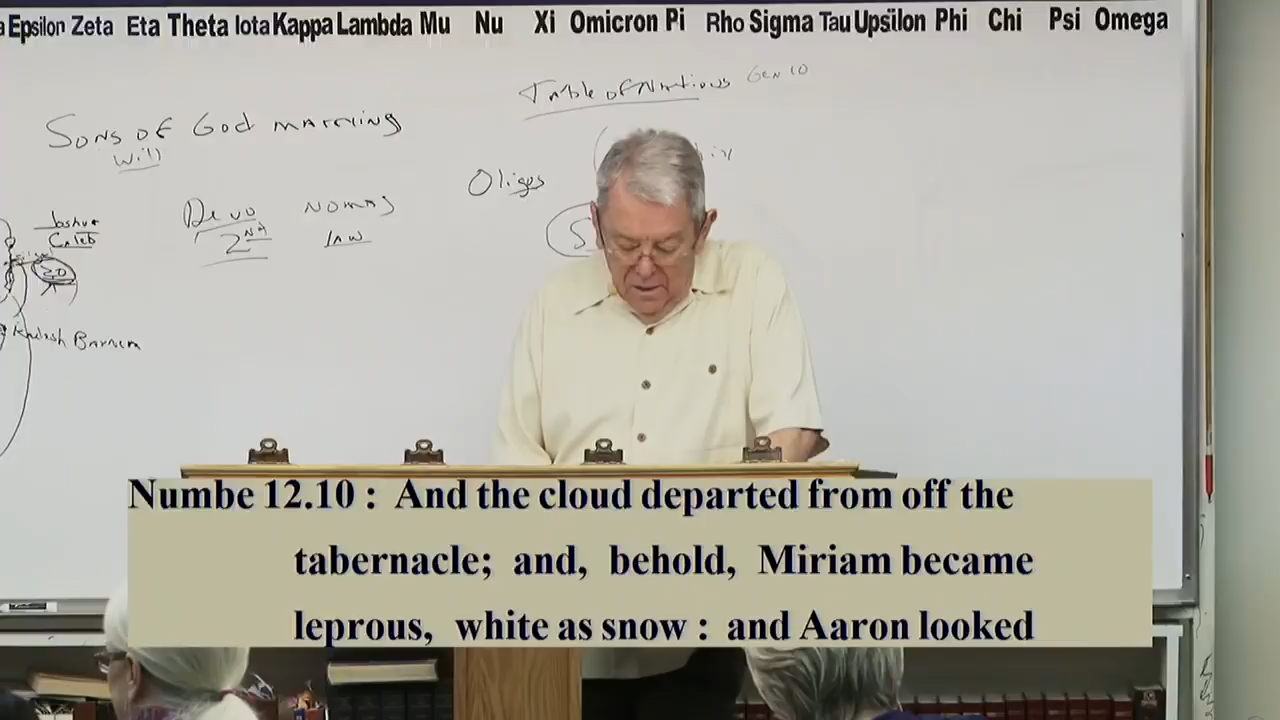 Epsilon Zeta Eta Theta Iota Kappa Lambda Mu Nu Xi Omicron Pi Rho Sigma Tau Upsilon Phi Chi Psi Omega
Table of Nations Gen 10
Sons of God marrying
Will
Oligos
Joshua
Caleb
20
2ND
law
Kadesh Barnea
Numbe 12.10 : And the cloud departed from off the
tabernacle; and, behold, Miriam became
leprous, white as snow : and Aaron looked